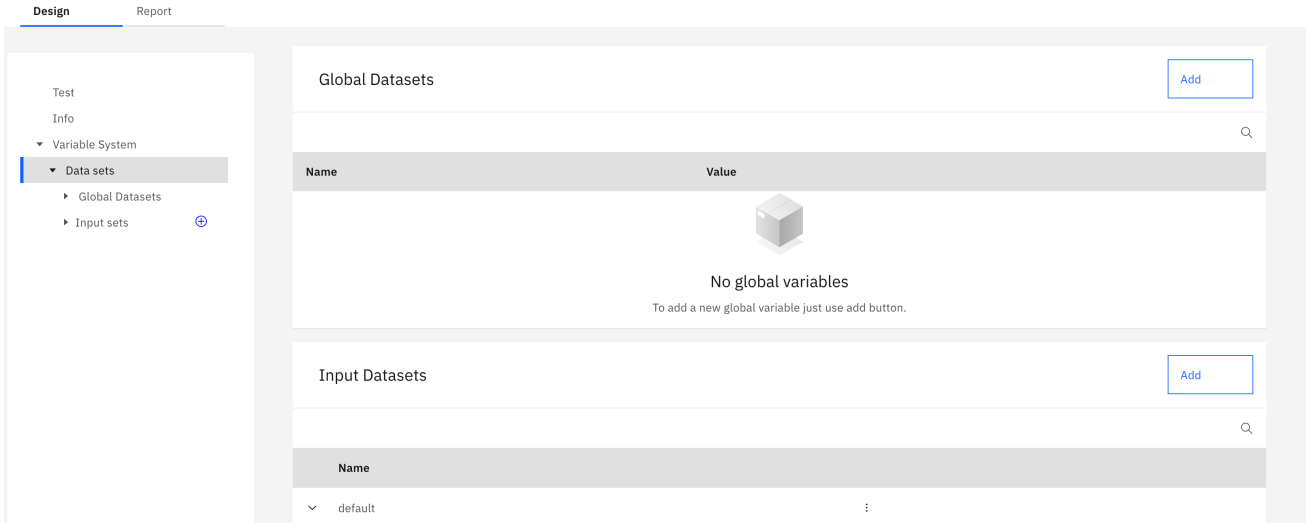 Design
Report
Test
Info
Variable System
Data sets
Global Datasets
Input sets
Global Datasets
Add
Name
Value
No global variables
To add a new global variable just use add button.
Input Datasets
Add
Name
default